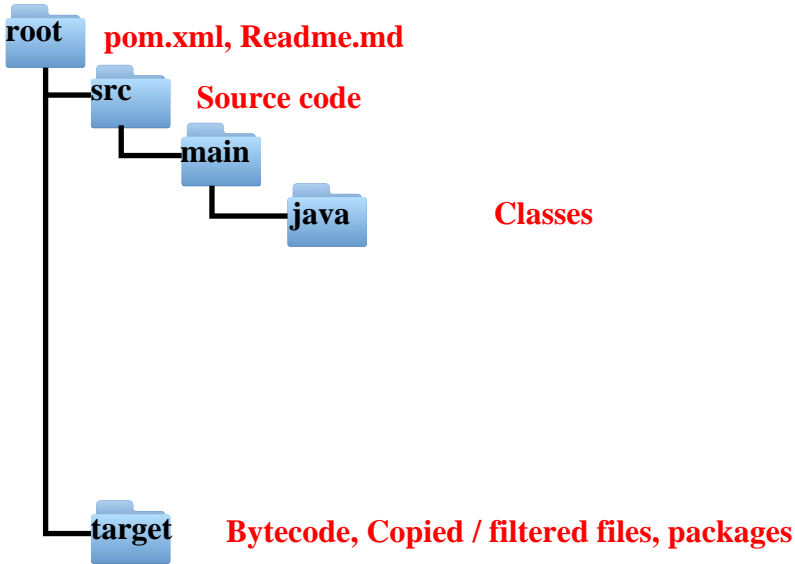 root pom.xml, Readme.md
src Source code
main
java Classes
target Bytecode, Copied / filtered files, packages